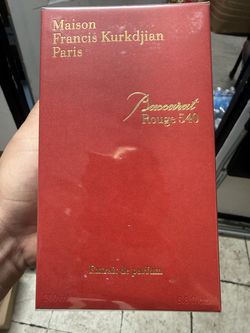 Maison
Francis Kurkdjian
Paris
Baccarat
Rouge 540
Extrait de parfum